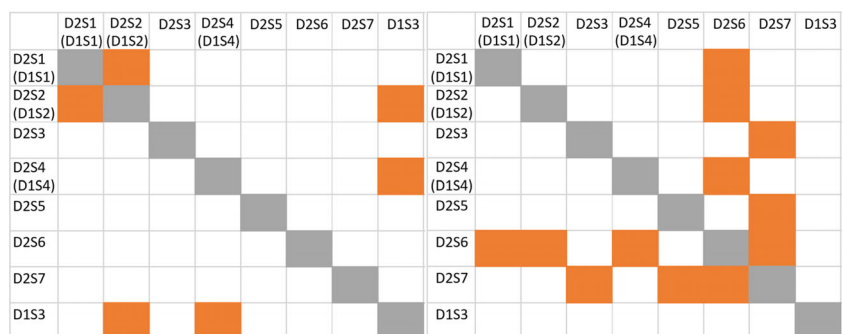 D2S1 D2S2 D2S3 D2S4 D2S5 D2S6 D2S7 D1S3
(D1S1) (D1S2) (D1S4)
D2S1
(D1S1)
D2S2
(D1S2)
D2S3
D2S4
(D1S4)
D2S5
D2S6
D2S7
D1S3
D2S1 D2S2 D2S3 D2S4 D2S5 D2S6 D2S7 D1S3
(D1S1) (D1S2) (D1S4)
D2S1
(D1S1)
D2S2
(D1S2)
D2S3
D2S4
(D1S4)
D2S5
D2S6
D2S7
D1S3